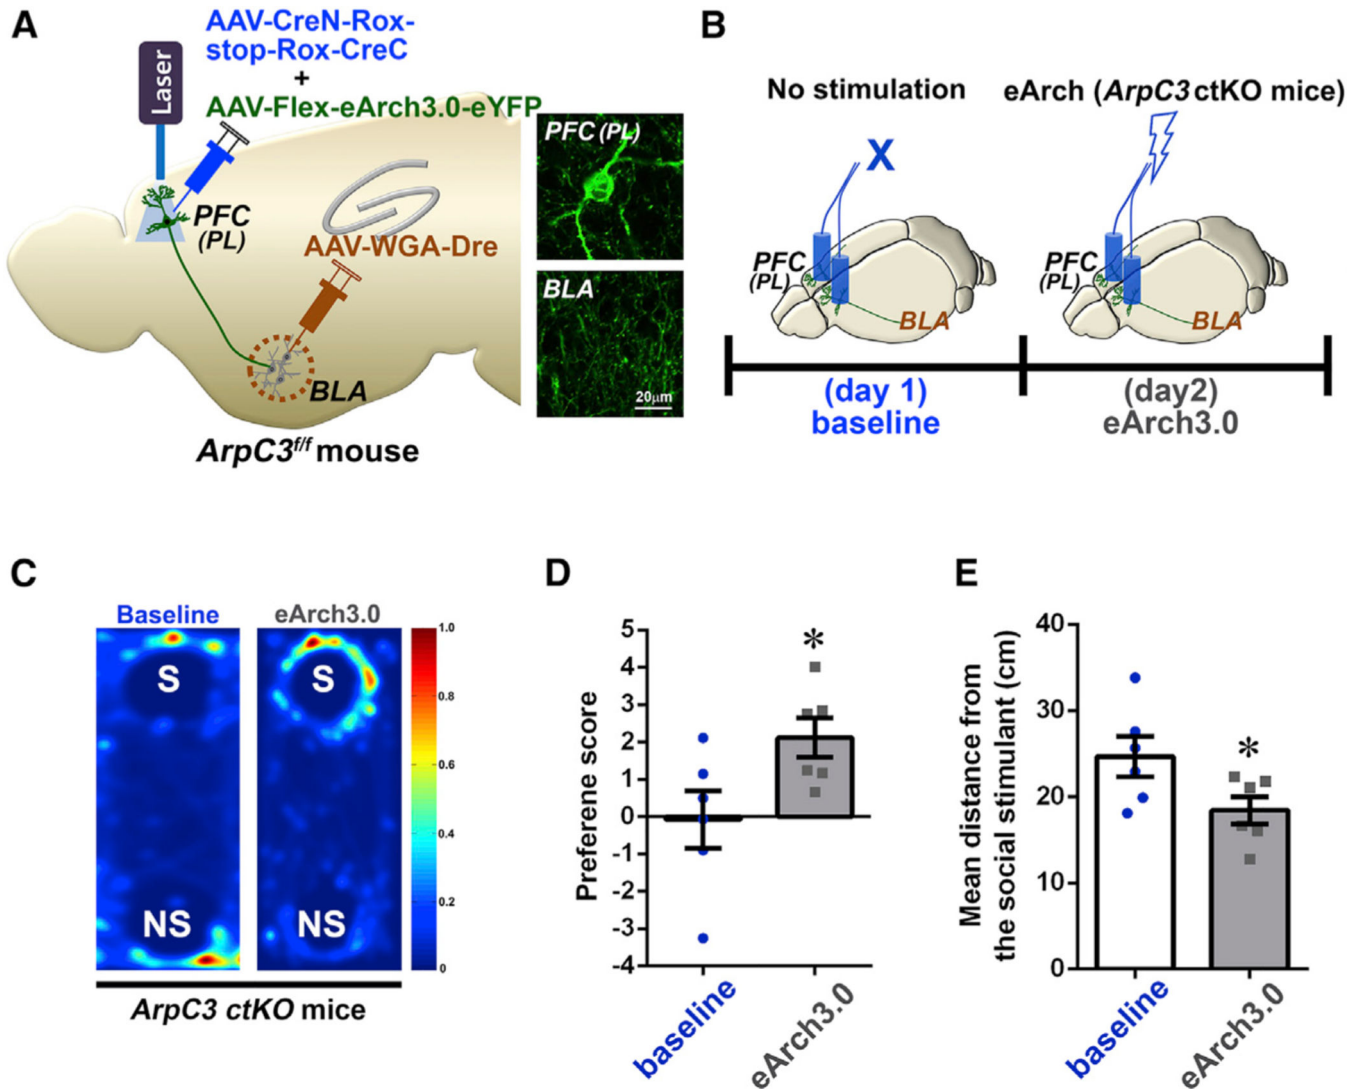 A
AAV-CreN-Rox-
stop-Rox-CreC
+
AAV-Flex-eArch3.0-eYFP
Laser
PFC
(PL)
AAV-WGA-Dre
BLA
ArpC3f/f mouse
PFC (PL)
BLA
20μm
B
No stimulation
eArch (ArpC3 ctKO mice)
X
PFC
(PL)
BLA
PFC
(PL)
BLA
(day 1)
baseline
(day2)
eArch3.0
C
Baseline
eArch3.0
S
S
NS
NS
1.0
0.8
0.6
0.4
0.2
0
ArpC3 ctKO mice
D
Preferene score
5
4
3
2
1
0
-1
-2
-3
-4
*
baseline
eArch3.0
E
Mean distance from
the social stimulant (cm)
40
30
20
10
0
*
baseline
eArch3.0